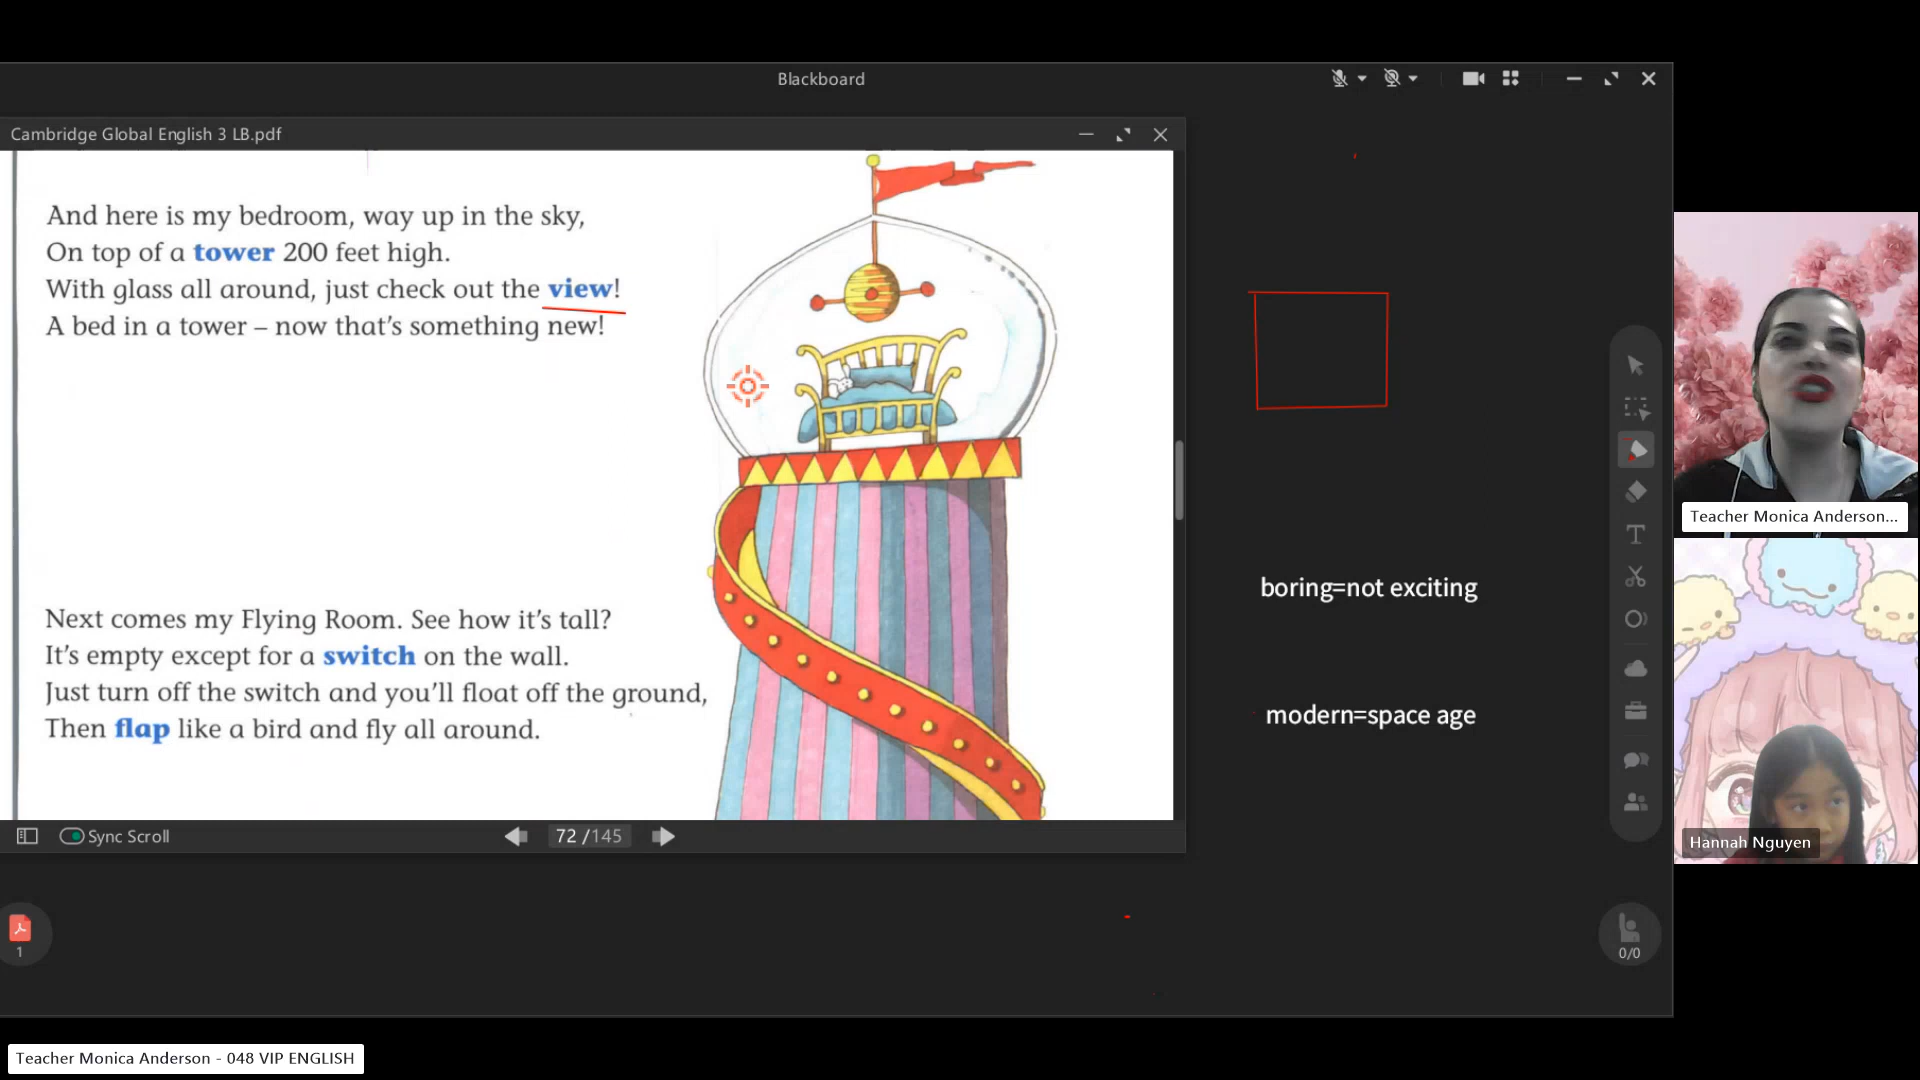 Blackboard
Cambridge Global English 3 LB.pdf
And here is my bedroom, way up in the sky,
On top of a tower 200 feet high.
With glass all around, just check out the view!
A bed in a tower – now that's something new!
Next comes my Flying Room. See how it's tall?
It's empty except for a switch on the wall.
Just turn off the switch and you'll float off the ground,
Then flap like a bird and fly all around.
boring=not exciting
modern=space age
Teacher Monica Anderson...
Hannah Nguyen
Sync Scroll
72 /145
1
0/0
Teacher Monica Anderson - 048 VIP ENGLISH